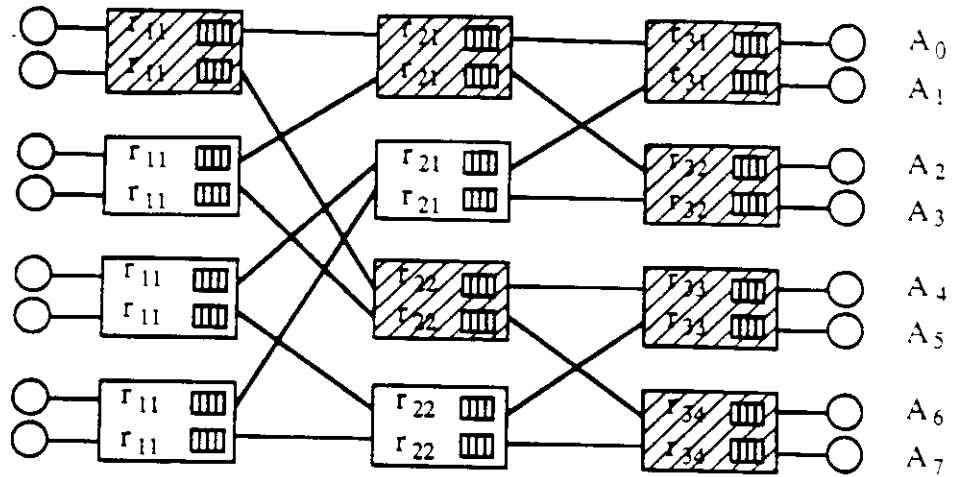 r11 r21 r31 A0
r11 r21 r31 A1
r11 r21 r32 A2
r11 r21 r32 A3
r11 r22 r33 A4
r11 r22 r33 A5
r11 r22 r34 A6
r11 r22 r34 A7